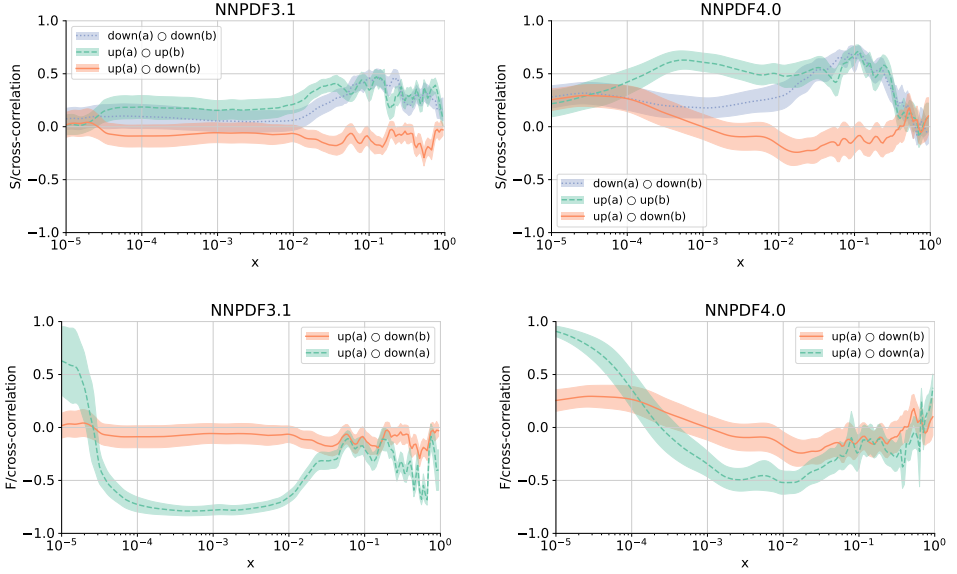 NNPDF3.1
S/cross-correlation
1.0
0.5
0.0
−0.5
−1.0
down(a) ○ down(b)
up(a) ○ up(b)
up(a) ○ down(b)
10⁻⁵ 10⁻⁴ 10⁻³ 10⁻² 10⁻¹ 10⁰
x
NNPDF4.0
S/cross-correlation
1.0
0.5
0.0
−0.5
−1.0
down(a) ○ down(b)
up(a) ○ up(b)
up(a) ○ down(b)
10⁻⁵ 10⁻⁴ 10⁻³ 10⁻² 10⁻¹ 10⁰
x
NNPDF3.1
F/cross-correlation
1.0
0.5
0.0
−0.5
−1.0
up(a) ○ down(b)
up(a) ○ down(a)
10⁻⁵ 10⁻⁴ 10⁻³ 10⁻² 10⁻¹ 10⁰
x
NNPDF4.0
F/cross-correlation
1.0
0.5
0.0
−0.5
−1.0
up(a) ○ down(b)
up(a) ○ down(a)
10⁻⁵ 10⁻⁴ 10⁻³ 10⁻² 10⁻¹ 10⁰
x